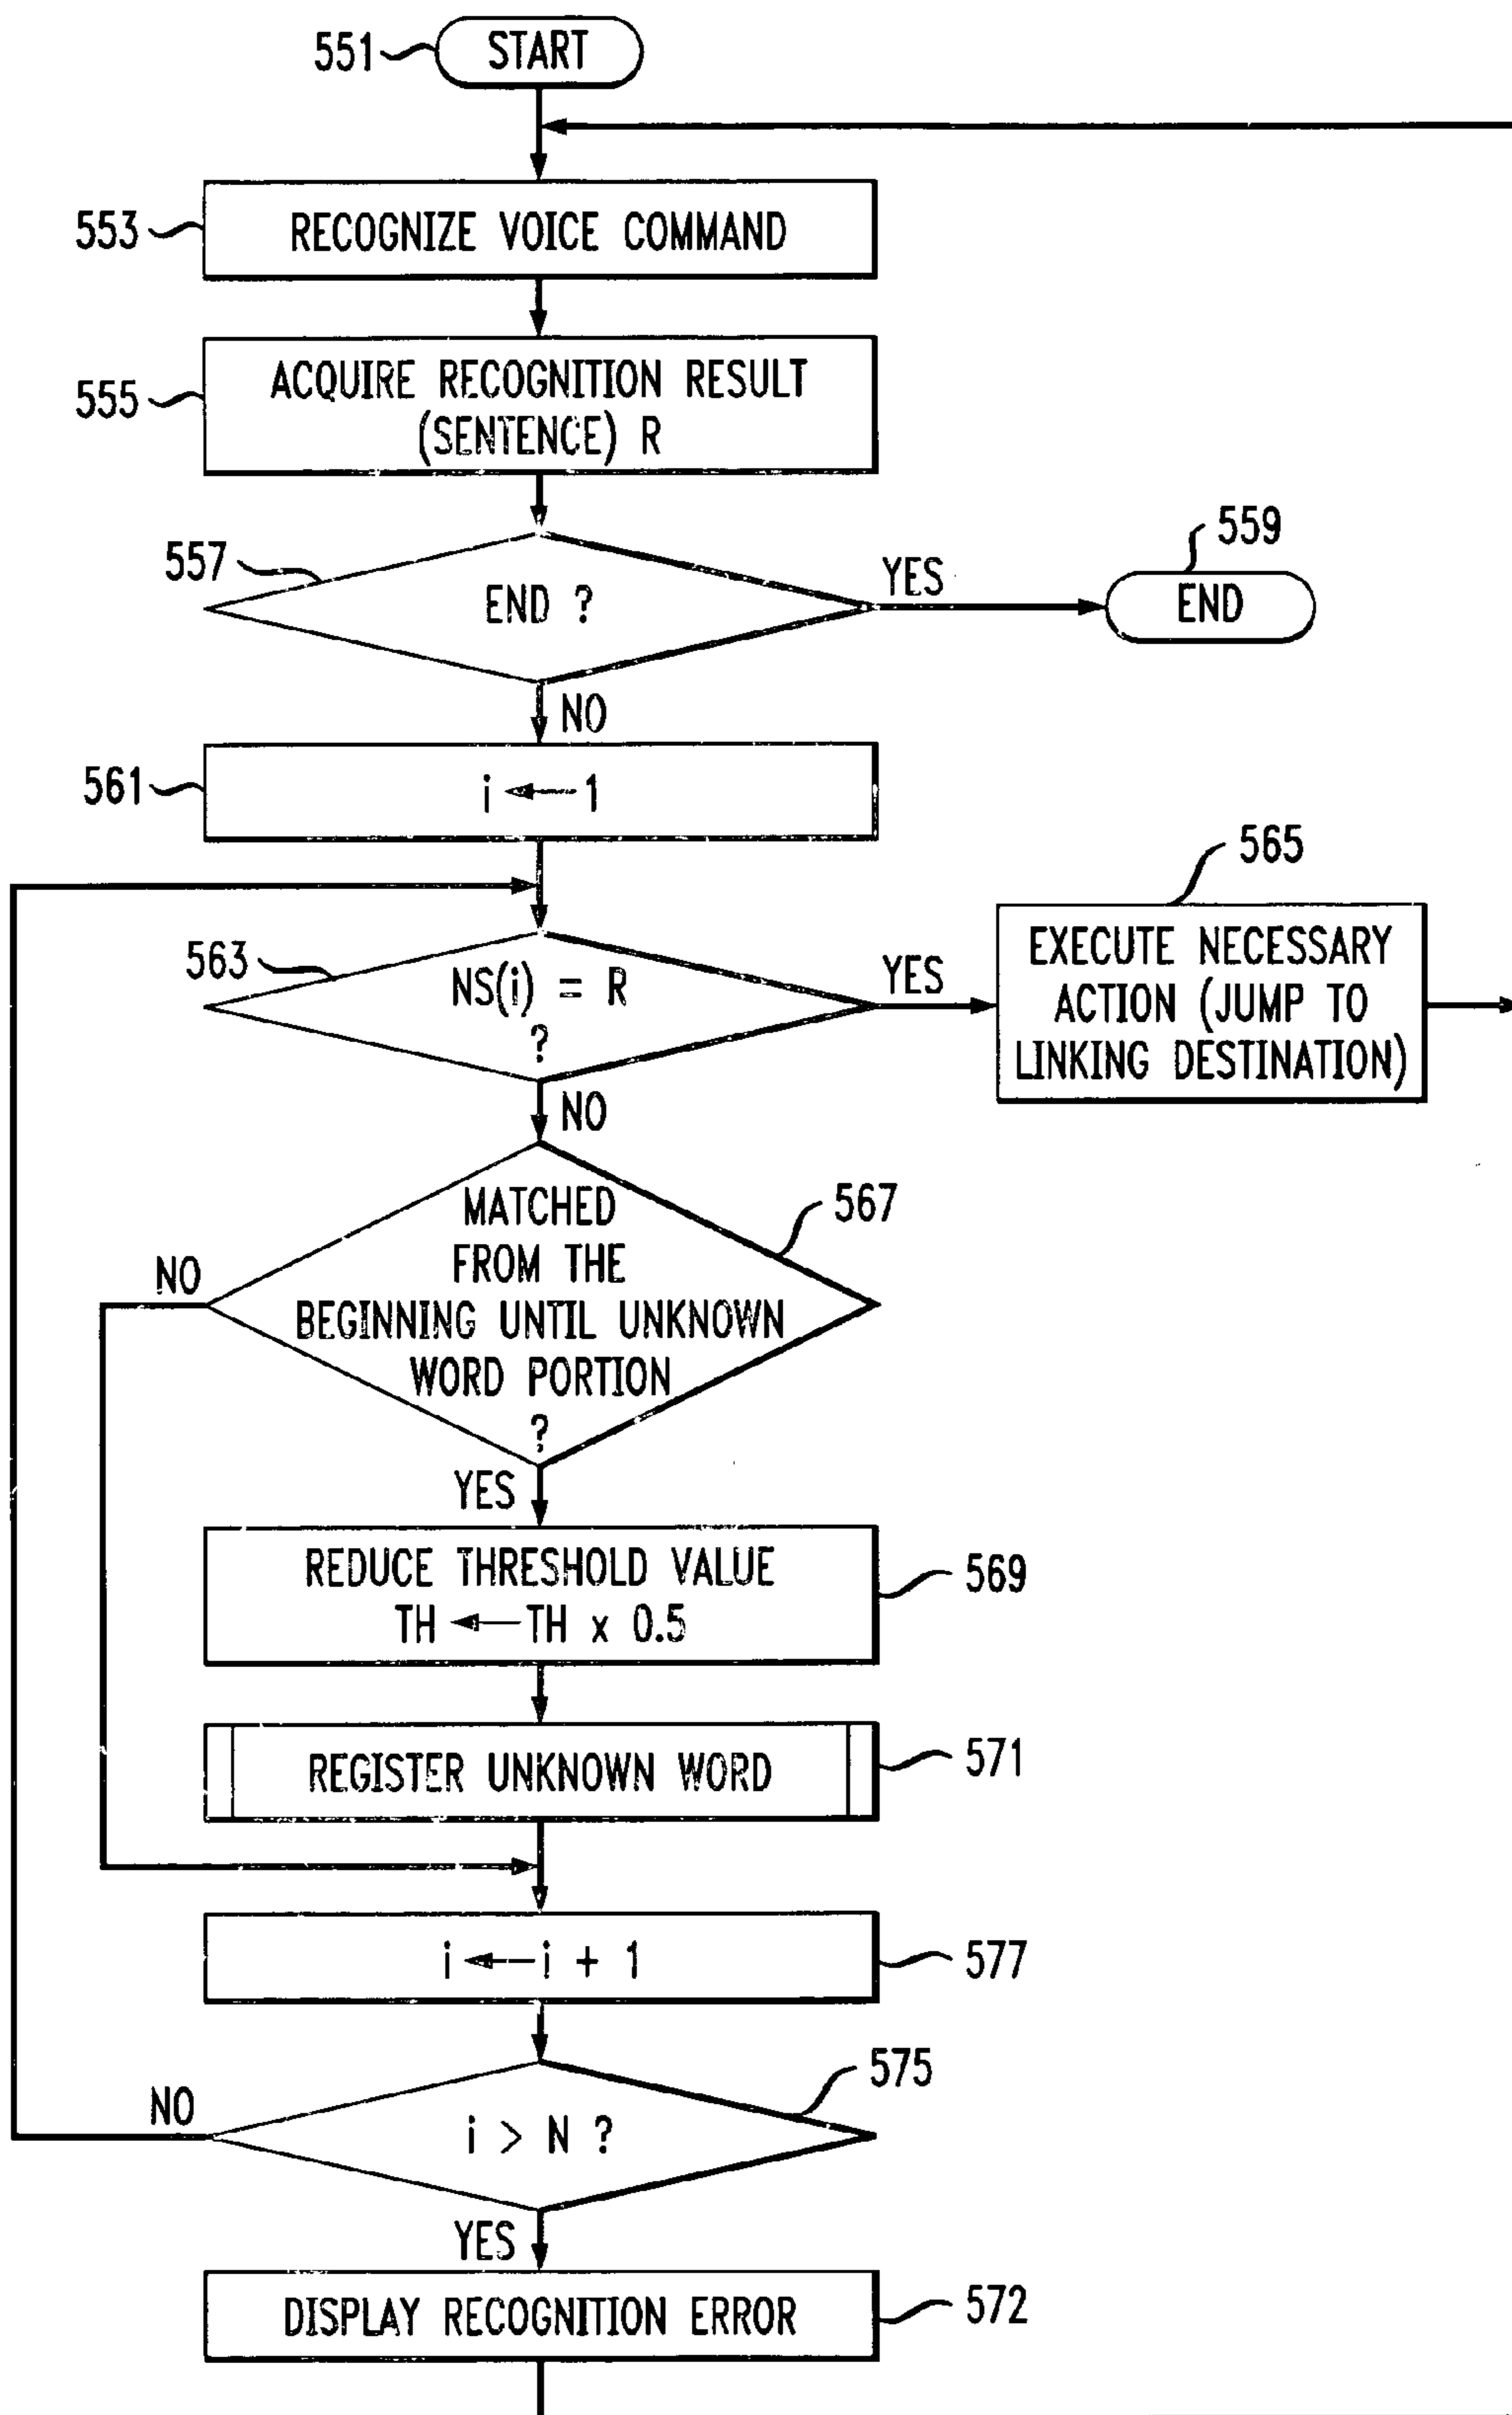 551
START
553
RECOGNIZE VOICE COMMAND
555
ACQUIRE RECOGNITION RESULT
(SENTENCE) R
557
END ?
YES
559
END
NO
561
i ← 1
563
NS(i) = R
?
YES
565
EXECUTE NECESSARY
ACTION (JUMP TO
LINKING DESTINATION)
NO
567
MATCHED
FROM THE
BEGINNING UNTIL UNKNOWN
WORD PORTION
?
NO
YES
REDUCE THRESHOLD VALUE
TH ← TH x 0.5
569
REGISTER UNKNOWN WORD
571
i ← i + 1
577
575
i > N ?
NO
YES
DISPLAY RECOGNITION ERROR
572